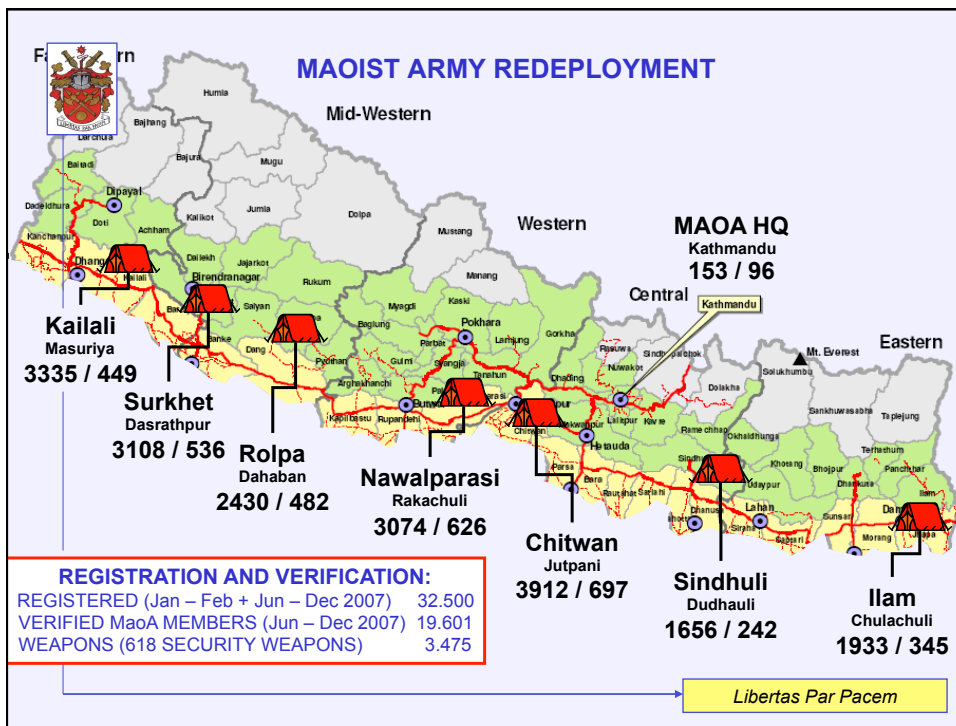 MAOIST ARMY REDEPLOYMENT
Mid-Western
Western
Central
Eastern
MAOA HQ
Kathmandu
153 / 96
Kathmandu
Mt. Everest
Humla
Bajhang
Darchula
Bajura
Baitadi
Mugu
Dipayal
Dadeldhura
Doti
Jumla
Dolpa
Kalikot
Mustang
Achham
Kanchanpur
Dailekh
Jajarkot
Manang
Kailali
Birendranagar
Rukum
Salyan
Myagdi
Kaski
Gorkha
Baglung
Pokhara
Parbat
Lamjung
Rasuwa
Nuwakot
Dolakha
Solukhumbu
Sankhuwasabha
Taplejung
Banke
Dang
Pyuthan
Gulmi
Syangja
Tanahun
Dhading
Arghakhanchi
Lalitpur
Kavre
Ramechhap
Okhaldhunga
Kapilbastu
Rupandehi
Chitwan
Hetauda
Khotang
Bhojpur
Terhathum
Panchthar
Dhankuta
Ilam
Parsa
Bara
Rautahat
Sarlahi
Udaypur
Lahan
Siraha
Saptari
Sunsari
Morang
Jhapa
Kailali
Masuriya
3335 / 449
Surkhet
Dasrathpur
3108 / 536
Rolpa
Dahaban
2430 / 482
Nawalparasi
Rakachuli
3074 / 626
Chitwan
Jutpani
3912 / 697
Sindhuli
Dudhauli
1656 / 242
Ilam
Chulachuli
1933 / 345
REGISTRATION AND VERIFICATION:
REGISTERED (Jan – Feb + Jun – Dec 2007) 32.500
VERIFIED MaoA MEMBERS (Jun – Dec 2007) 19.601
WEAPONS (618 SECURITY WEAPONS) 3.475
Libertas Par Pacem